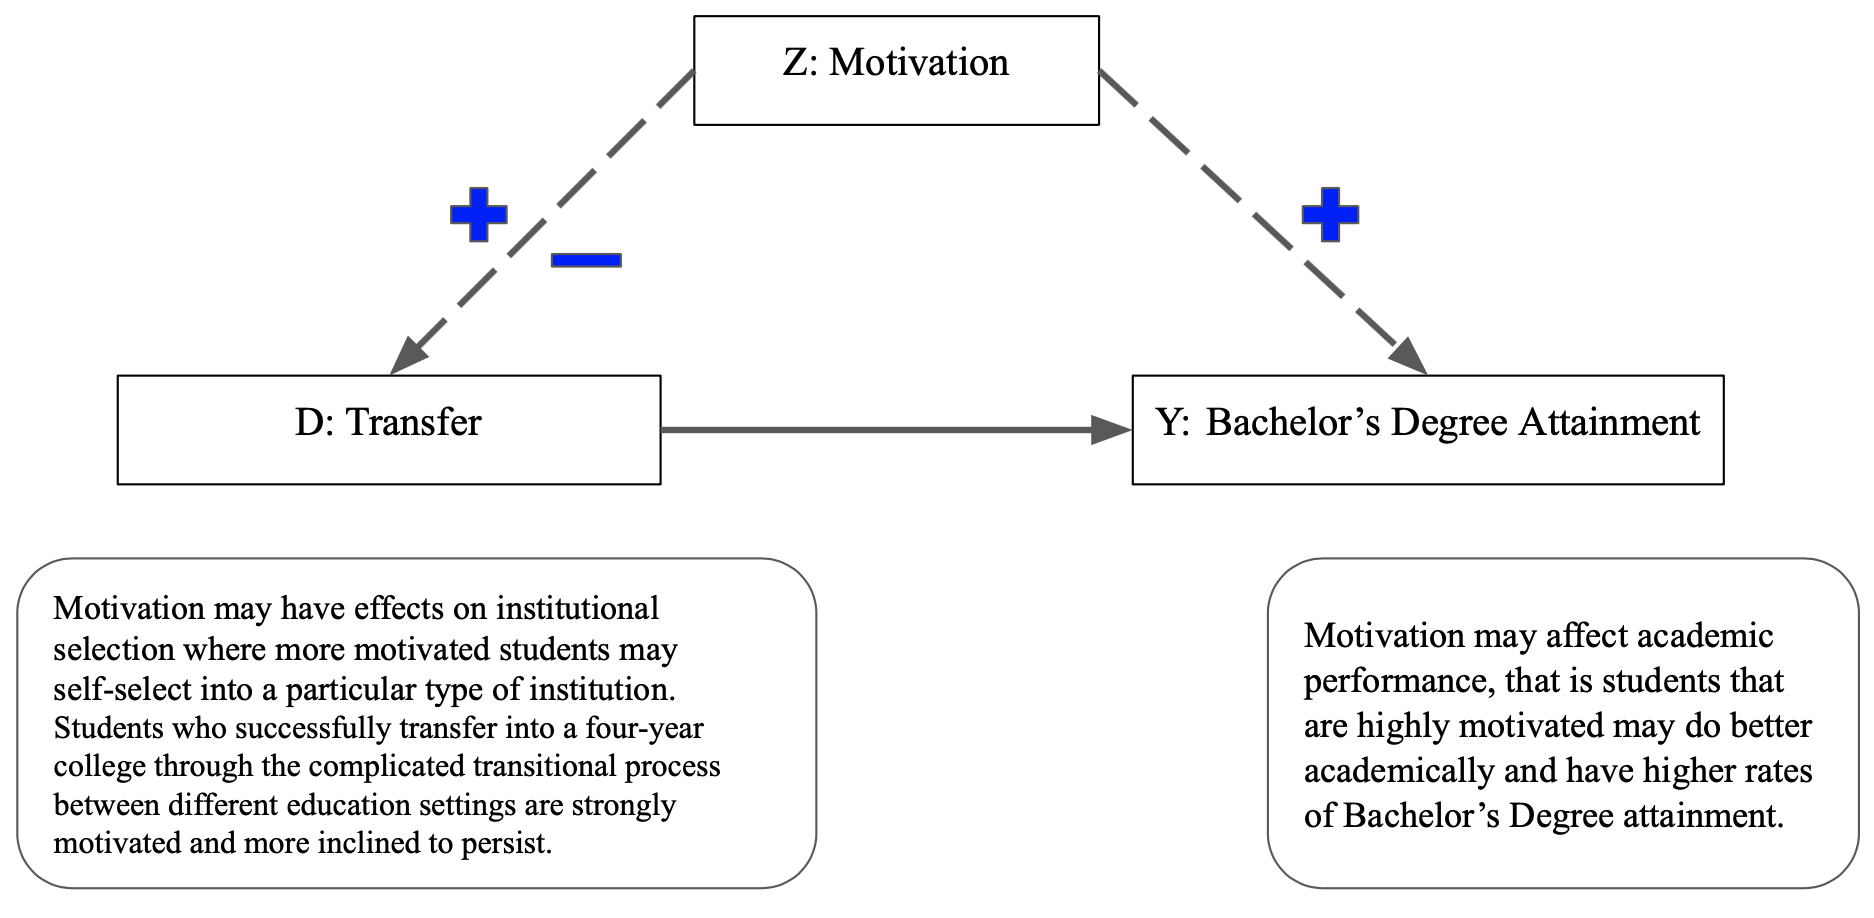 Z: Motivation
D: Transfer
Y: Bachelor’s Degree Attainment
Motivation may have effects on institutional
selection where more motivated students may
self-select into a particular type of institution.
Students who successfully transfer into a four-year
college through the complicated transitional process
between different education settings are strongly
motivated and more inclined to persist.
Motivation may affect academic
performance, that is students that
are highly motivated may do better
academically and have higher rates
of Bachelor’s Degree attainment.